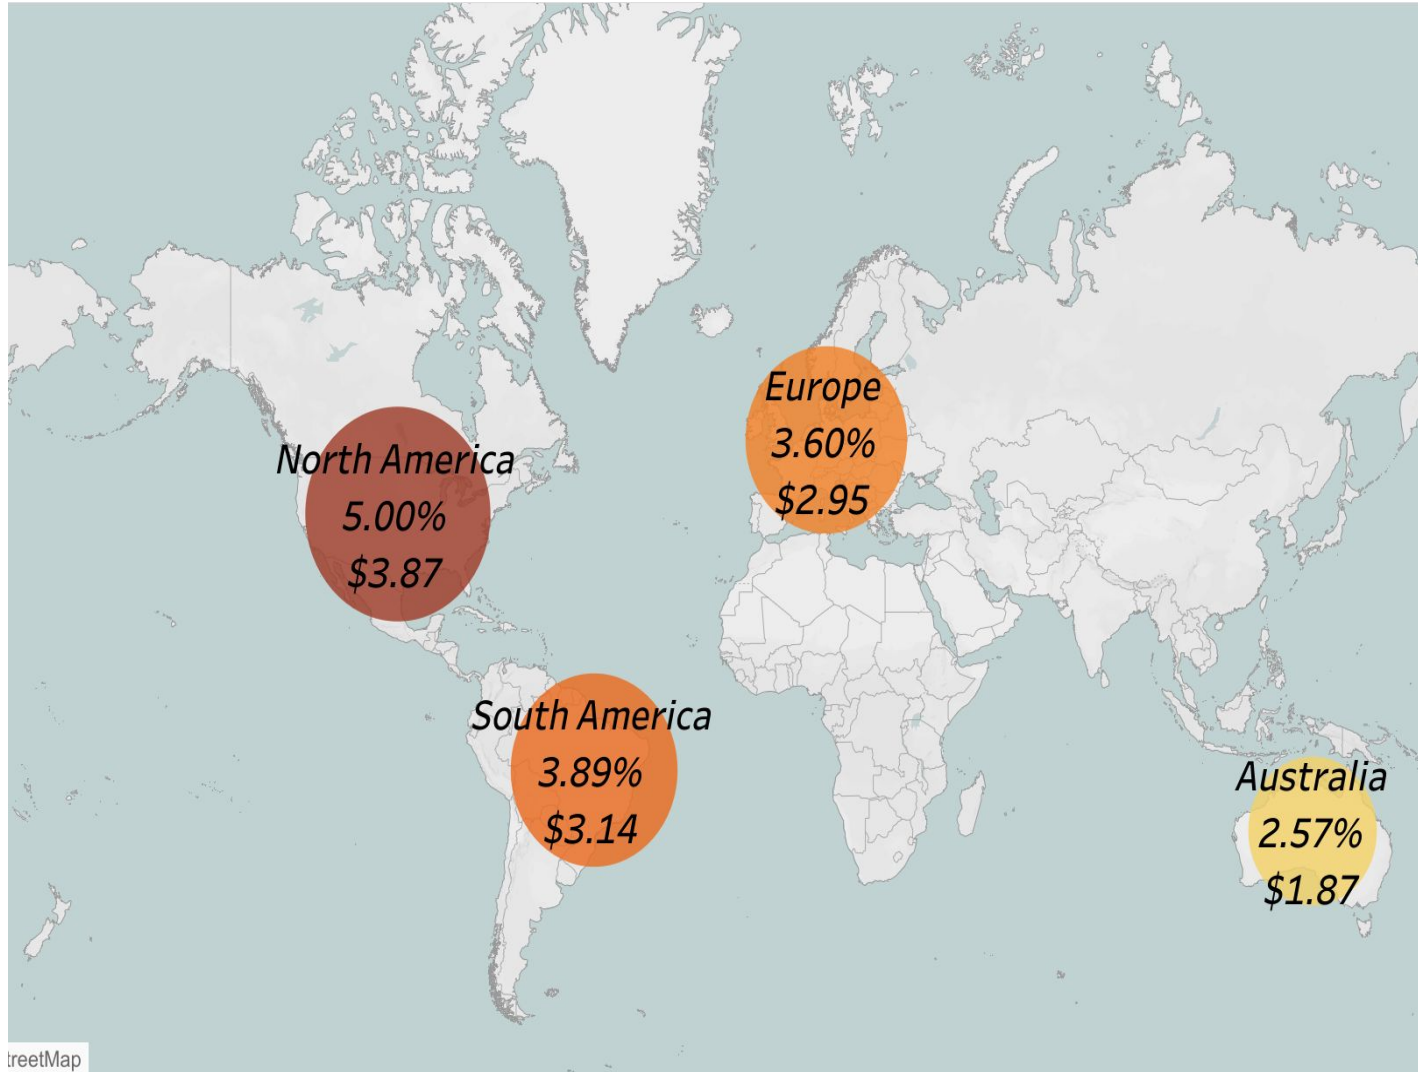 Europe
3.60%
$2.95
North America
5.00%
$3.87
South America
3.89%
$3.14
Australia
2.57%
$1.87
treetMap